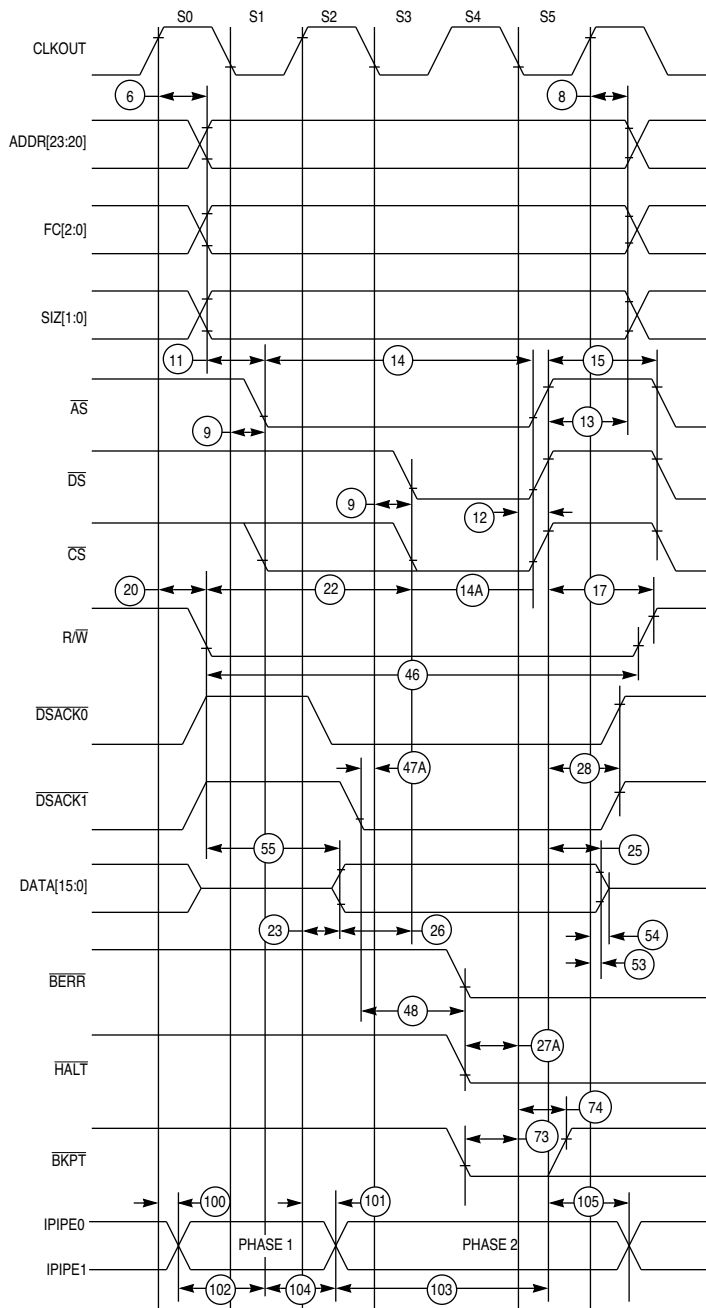 S0 S1 S2 S3 S4 S5
CLKOUT
6 8
ADDR[23:20]
FC[2:0]
SIZ[1:0]
11 14 15
AS
9 13
DS
9 12
CS
20 22 14A 17
R/W
46
DSACK0
47A 28
DSACK1
55 25
DATA[15:0]
23 26 54
53
BERR
48
27A
HALT
74
73
BKPT
100 101 105
IPIPE0
PHASE 1 PHASE 2
IPIPE1
102 104 103